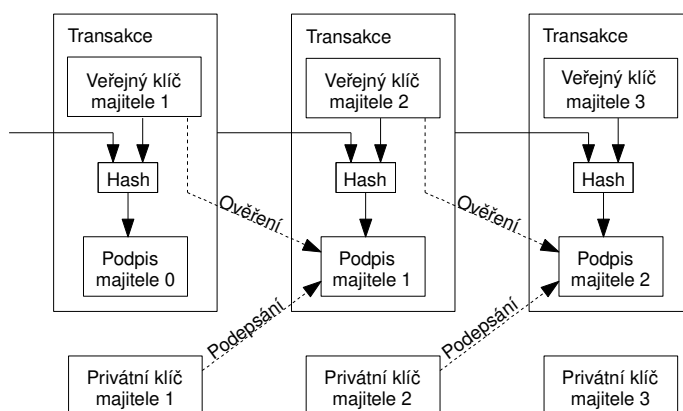 Transakce
Veřejný klíč
majitele 1
Hash
Podpis
majitele 0
Transakce
Veřejný klíč
majitele 2
Hash
Podpis
majitele 1
Transakce
Veřejný klíč
majitele 3
Hash
Podpis
majitele 2
Ověření
Ověření
Podepsání
Podepsání
Privátní klíč
majitele 1
Privátní klíč
majitele 2
Privátní klíč
majitele 3